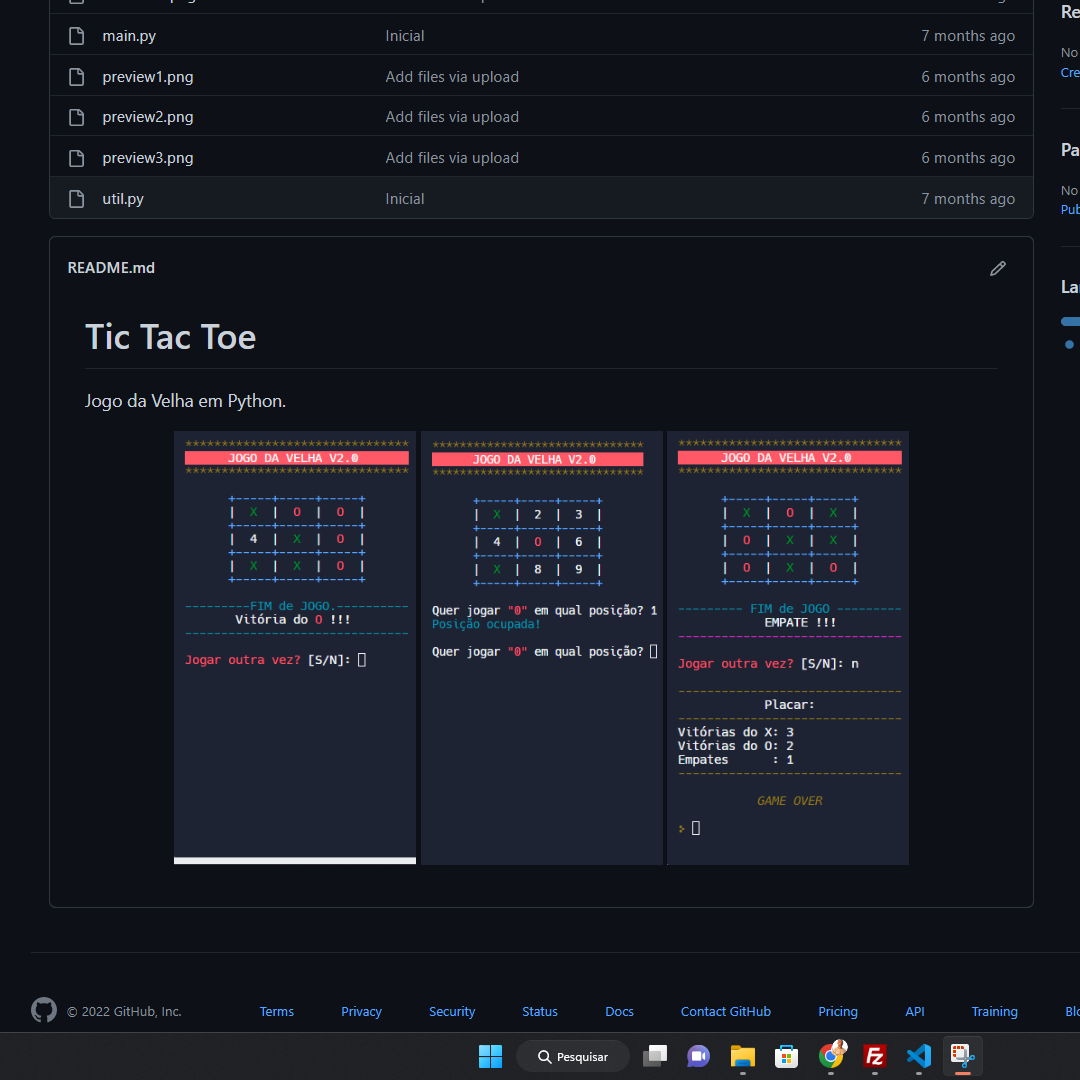 main.py Inicial 7 months ago
preview1.png Add files via upload 6 months ago
preview2.png Add files via upload 6 months ago
preview3.png Add files via upload 6 months ago
util.py Inicial 7 months ago
Re
No
Cre
Pa
No
Pub
La
README.md
Tic Tac Toe
Jogo da Velha em Python.
*******************************
JOGO DA VELHA V2.0
*******************************
+-----+-----+-----+
| X | O | O |
+-----+-----+-----+
| 4 | X | O |
+-----+-----+-----+
| X | X | O |
+-----+-----+-----+
---------FIM de JOGO.----------
Vitória do O !!!
-------------------------------
Jogar outra vez? [S/N]:
*******************************
JOGO DA VELHA V2.0
*******************************
+-----+-----+-----+
| X | 2 | 3 |
+-----+-----+-----+
| 4 | O | 6 |
+-----+-----+-----+
| X | 8 | 9 |
+-----+-----+-----+
Quer jogar "O" em qual posição? 1
Posição ocupada!
Quer jogar "O" em qual posição?
*******************************
JOGO DA VELHA V2.0
*******************************
+-----+-----+-----+
| X | O | X |
+-----+-----+-----+
| O | X | X |
+-----+-----+-----+
| O | X | O |
+-----+-----+-----+
--------- FIM de JOGO ---------
EMPATE !!!
-------------------------------
Jogar outra vez? [S/N]: n
-------------------------------
Placar:
-------------------------------
Vitórias do X: 3
Vitórias do O: 2
Empates : 1
-------------------------------
GAME OVER
>
© 2022 GitHub, Inc. Terms Privacy Security Status Docs Contact GitHub Pricing API Training Blo
Pesquisar